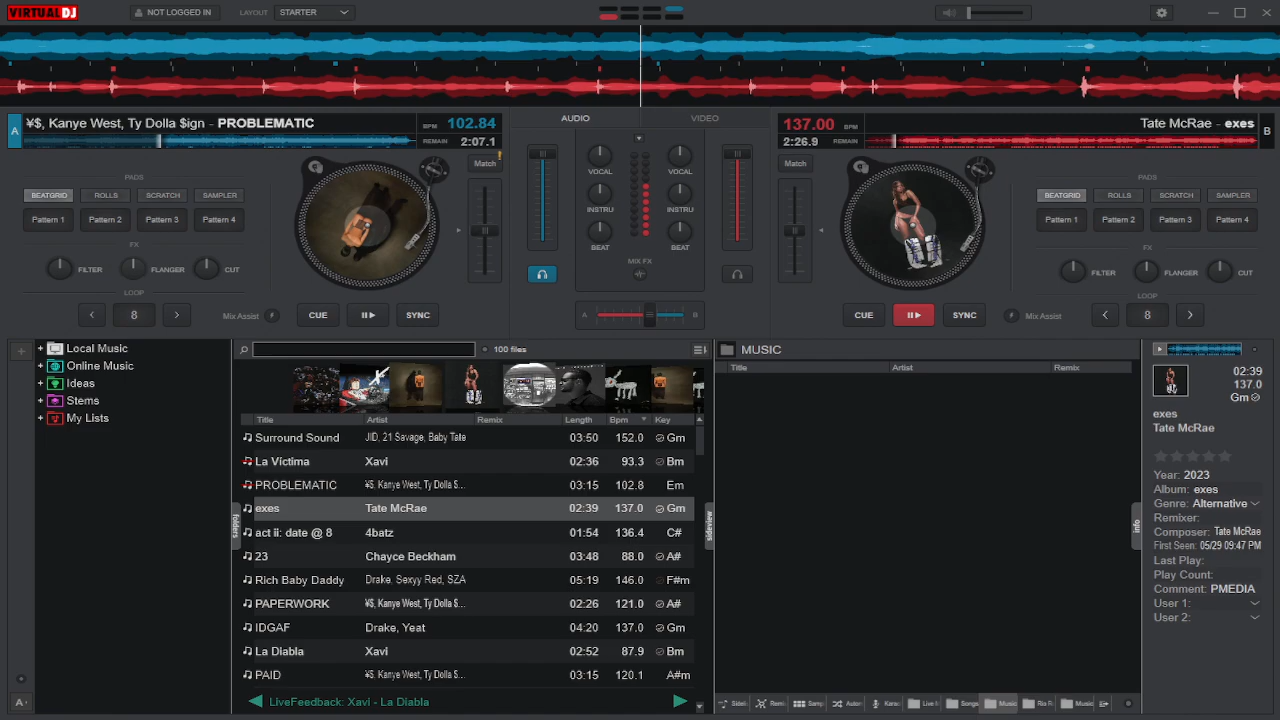 VIRTUALDJ NOT LOGGED IN LAYOUT STARTER
A ¥$, Kanye West, Ty Dolla $ign - PROBLEMATIC BPM 102.84
REMAIN 2:07.1
AUDIO VIDEO
137.00 BPM Tate McRae - exes B
2:26.9 REMAIN
Match
VOCAL VOCAL
INSTRU INSTRU
BEAT BEAT
MIX FX
A B
Match
PADS
BEATGRID ROLLS SCRATCH SAMPLER
Pattern 1 Pattern 2 Pattern 3 Pattern 4
FX
FILTER FLANGER CUT
LOOP
8 Mix Assist CUE SYNC
PADS
BEATGRID ROLLS SCRATCH SAMPLER
Pattern 1 Pattern 2 Pattern 3 Pattern 4
FX
FILTER FLANGER CUT
LOOP
CUE SYNC Mix Assist 8
Local Music
Online Music
Ideas
Stems
My Lists
folders
100 files
Title Artist Remix Length Bpm Key
Surround Sound JID, 21 Savage, Baby Tate 03:50 152.0 Gm
La Víctima Xavi 02:36 93.3 Bm
PROBLEMATIC ¥$, Kanye West, Ty Dolla $... 03:15 102.8 Em
exes Tate McRae 02:39 137.0 Gm
act ii: date @ 8 4batz 01:54 136.4 C#
23 Chayce Beckham 03:48 88.0 A#
Rich Baby Daddy Drake, Sexyy Red, SZA 05:19 146.0 F#m
PAPERWORK ¥$, Kanye West, Ty Dolla $... 02:26 121.0 A#
IDGAF Drake, Yeat 04:20 137.0 Gm
La Diabla Xavi 02:52 87.9 Bm
PAID ¥$, Kanye West, Ty Dolla $... 03:15 120.1 A#m
LiveFeedback: Xavi - La Diabla
sideview
MUSIC
Title Artist Remix
Remi Samp Autom Kara Live Songs Music Music
info
02:39
137.0
Gm
exes
Tate McRae
Year: 2023
Album: exes
Genre: Alternative
Remixer:
Composer: Tate McRae
First Seen: 05/29 09:47 PM
Last Play:
Play Count:
Comment: PMEDIA
User 1:
User 2:
A